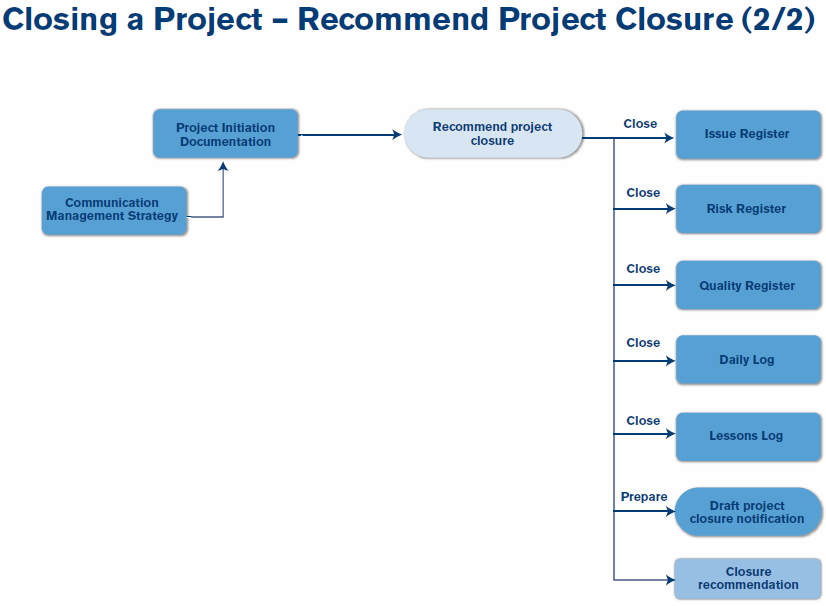 Closing a Project – Recommend Project Closure (2/2)
Project Initiation
Documentation
Recommend project
closure
Close
Issue Register
Communication
Management Strategy
Close
Risk Register
Close
Quality Register
Close
Daily Log
Close
Lessons Log
Prepare
Draft project
closure notification
Closure
recommendation